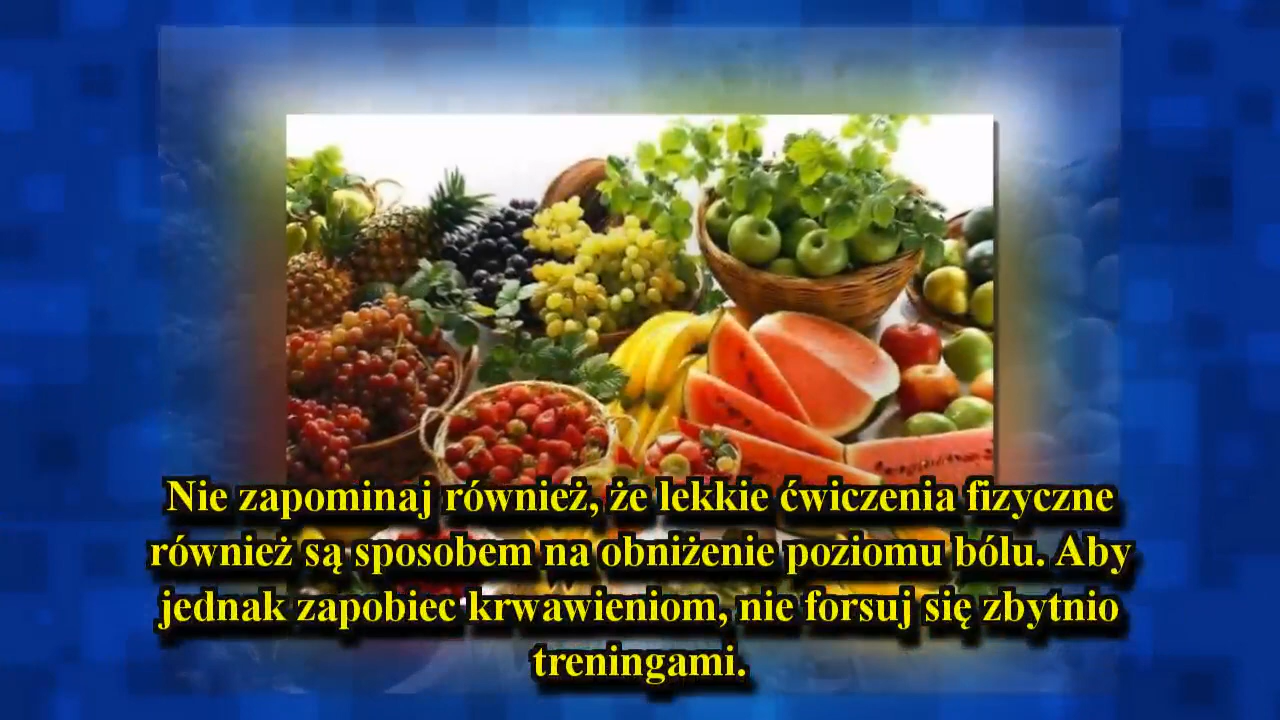 Nie zapominaj również, że lekkie ćwiczenia fizyczne
również są sposobem na obniżenie poziomu bólu. Aby
jednak zapobiec krwawieniom, nie forsuj się zbytnio
treningami.